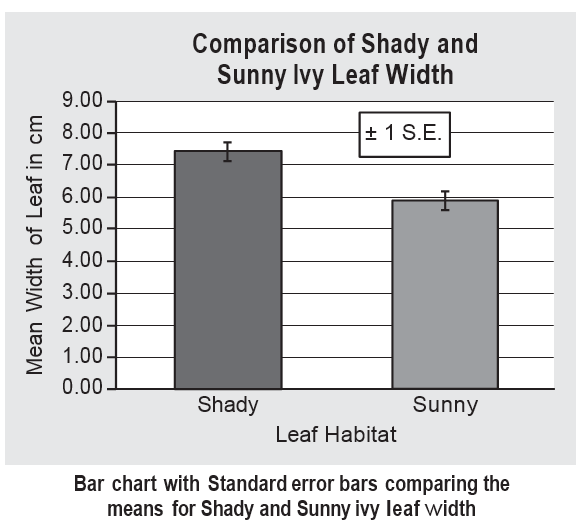 Comparison of Shady and
Sunny Ivy Leaf Width
9.00
8.00
7.00
6.00
5.00
4.00
3.00
2.00
1.00
0.00
Mean Width of Leaf in cm
± 1 S.E.
Shady
Sunny
Leaf Habitat
Bar chart with Standard error bars comparing the
means for Shady and Sunny ivy leaf width